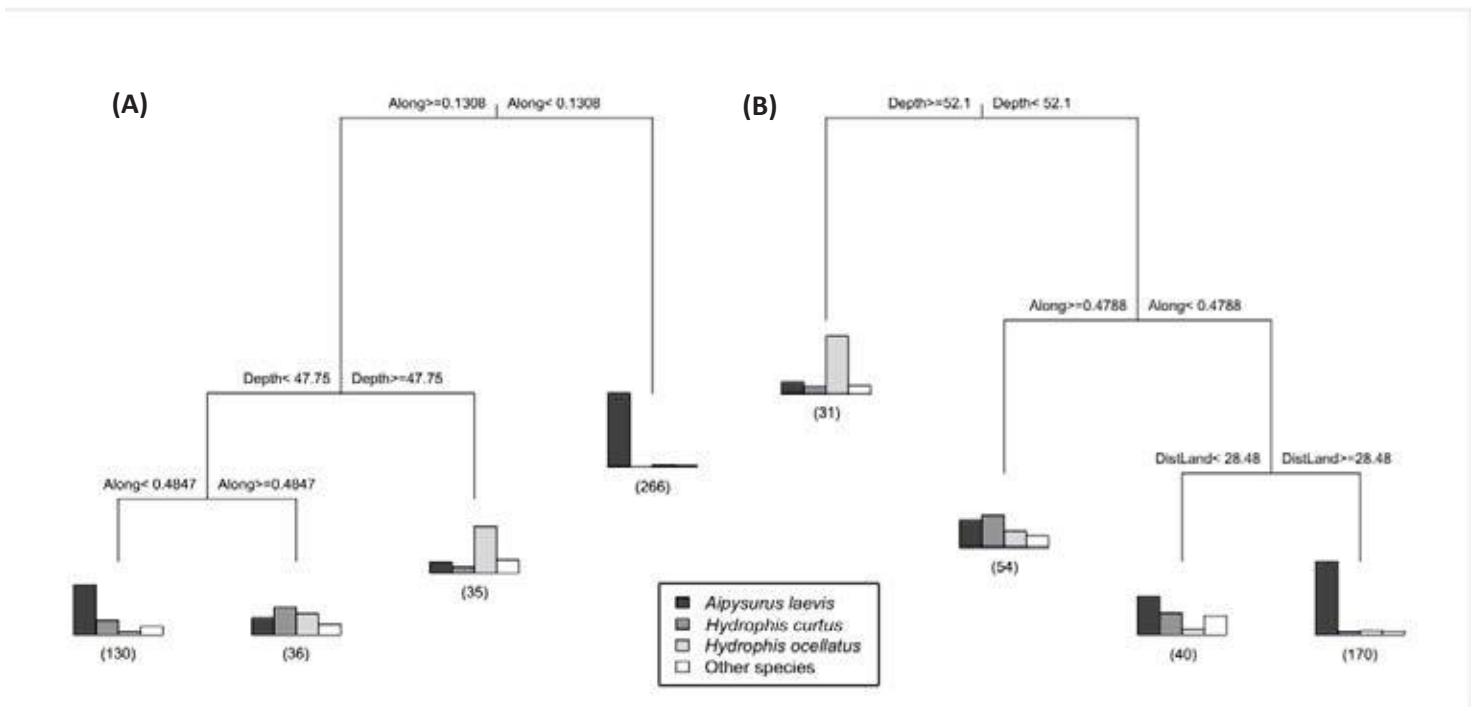 (A)
Along>=0.1308 Along< 0.1308
Depth< 47.75 Depth>=47.75
Along< 0.4847 Along>=0.4847
(266)
(35)
(130)
(36)
(B)
Depth>=52.1 Depth< 52.1
Along>=0.4788 Along< 0.4788
(31)
DistLand< 28.48 DistLand>=28.48
(54)
(40)
(170)
Aipysurus laevis
Hydrophis curtus
Hydrophis ocellatus
Other species